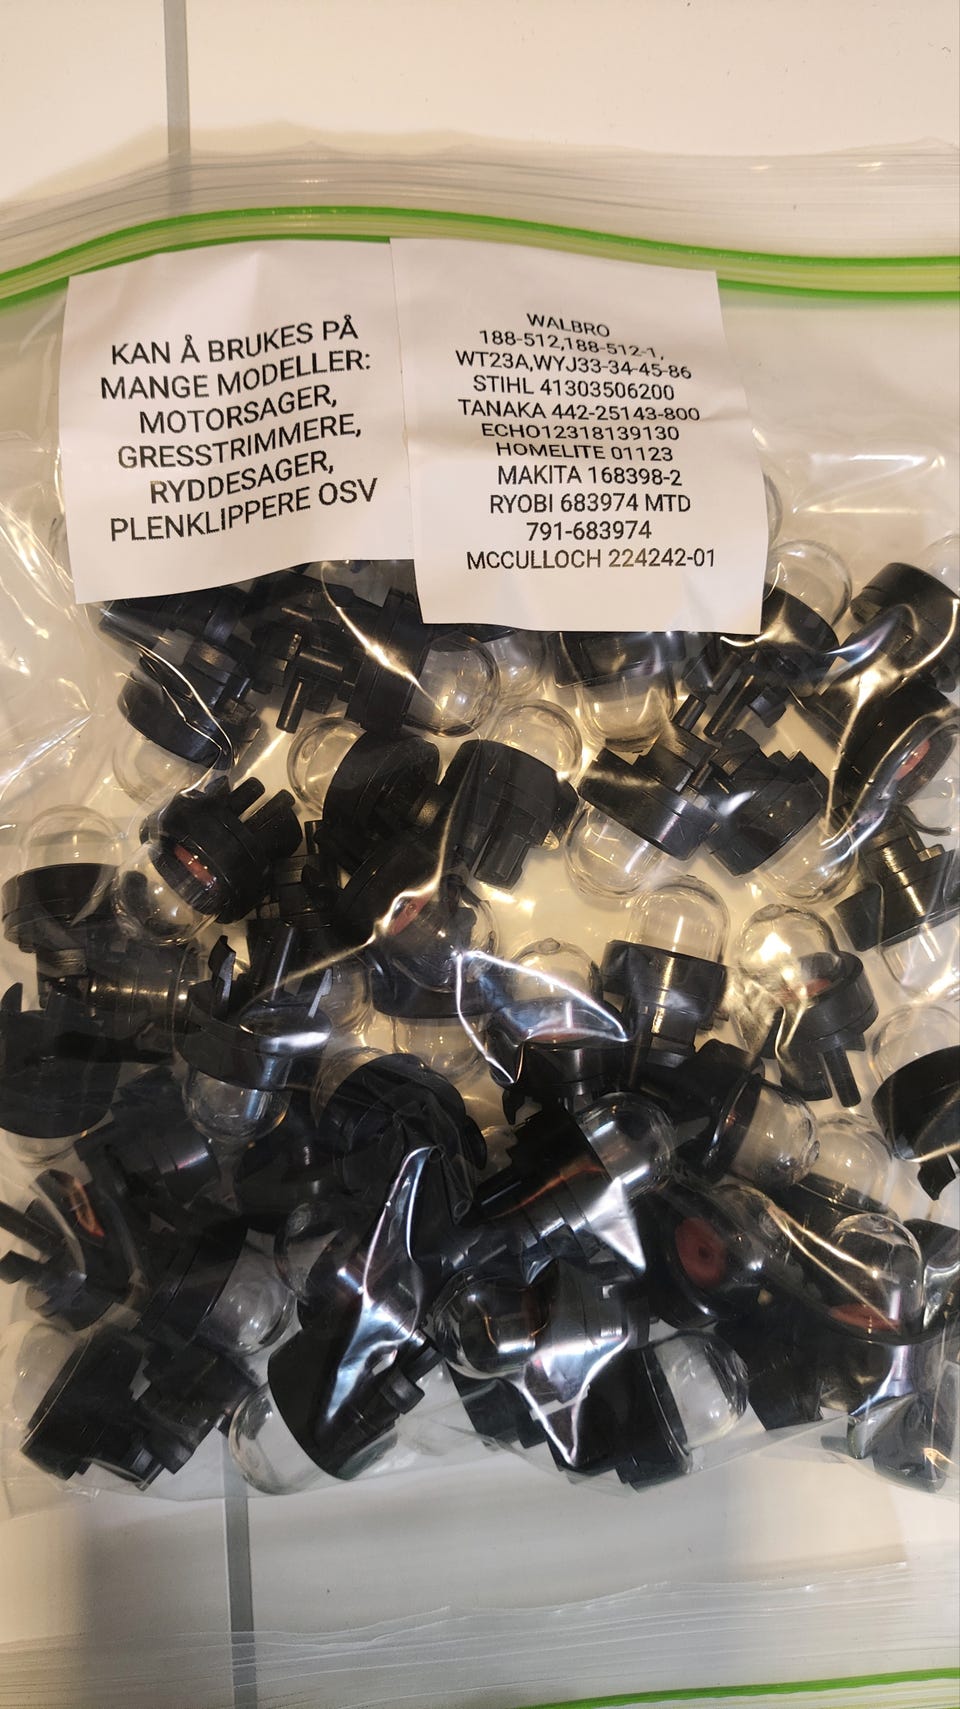 KAN Å BRUKES PÅ
MANGE MODELLER:
MOTORSAGER,
GRESSTRIMMERE,
RYDDESAGER,
PLENKLIPPERE OSV
WALBRO
188-512,188-512-1,
WT23A,WYJ33-34-45-86
STIHL 41303506200
TANAKA 442-25143-800
ECHO12318139130
HOMELITE 01123
MAKITA 168398-2
RYOBI 683974 MTD
791-683974
MCCULLOCH 224242-01